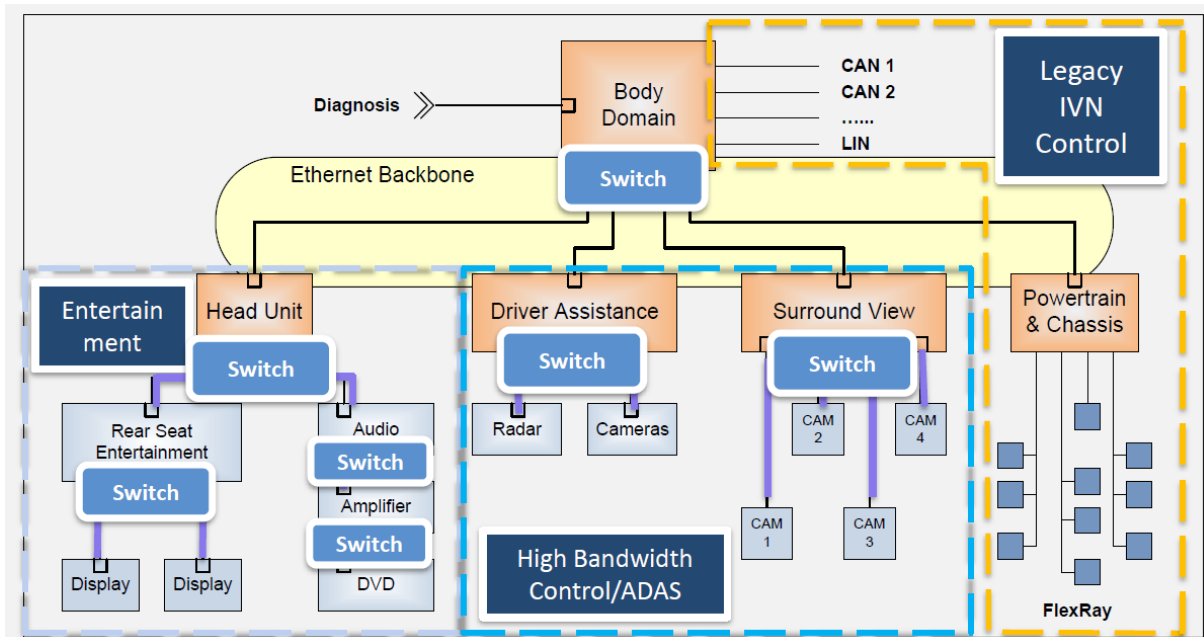 Body
Domain
Diagnosis
CAN 1
CAN 2
…...
LIN
Legacy
IVN
Control
Ethernet Backbone
Switch
Entertain
ment
Head Unit
Switch
Driver Assistance
Switch
Surround View
Switch
Powertrain
& Chassis
Rear Seat
Entertainment
Switch
Audio
Switch
Amplifier
Switch
DVD
Display
Display
Radar
Cameras
CAM
2
CAM
4
CAM
1
CAM
3
High Bandwidth
Control/ADAS
FlexRay